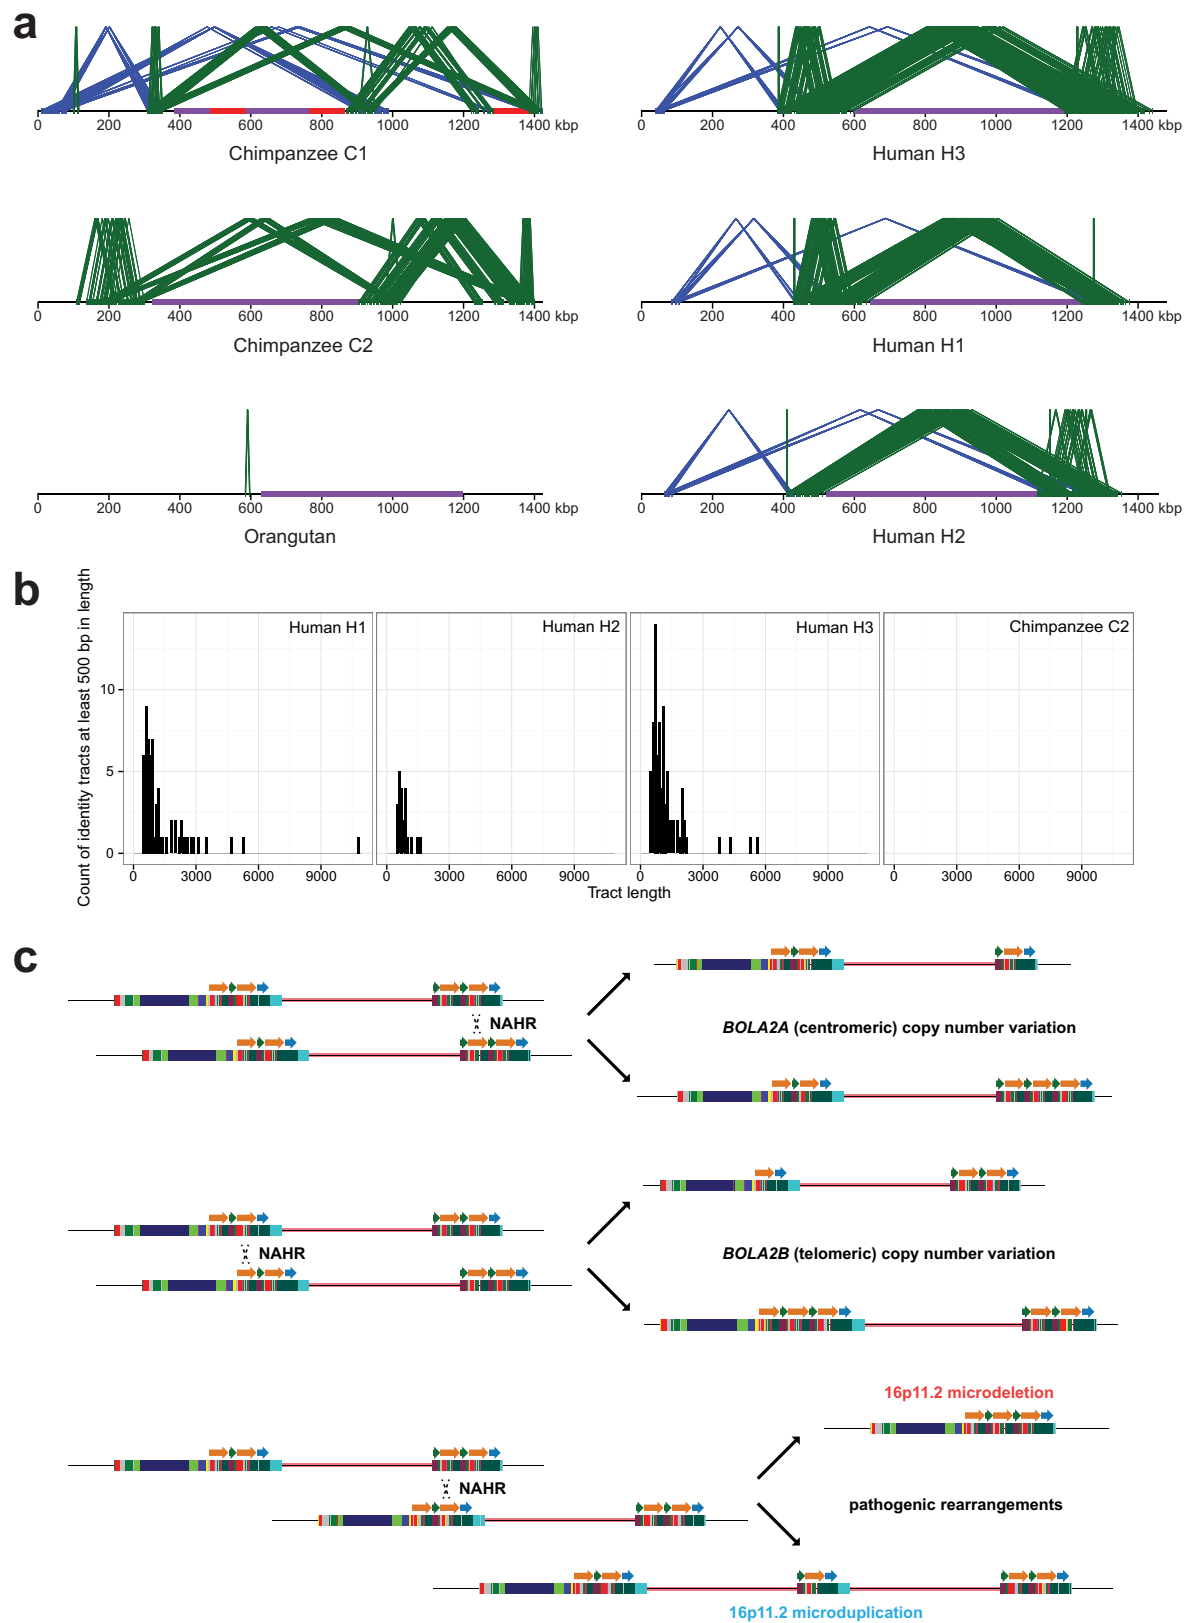 a
0 200 400 600 800 1000 1200 1400 kbp
Chimpanzee C1
0 200 400 600 800 1000 1200 1400 kbp
Human H3
0 200 400 600 800 1000 1200 1400 kbp
Chimpanzee C2
0 200 400 600 800 1000 1200 1400 kbp
Human H1
0 200 400 600 800 1000 1200 1400 kbp
Orangutan
0 200 400 600 800 1000 1200 1400 kbp
Human H2
b
Count of identity tracts at least 500 bp in length
10
5
0
Human H1
Human H2
Human H3
Chimpanzee C2
0 3000 6000 9000
0 3000 6000 9000
0 3000 6000 9000
0 3000 6000 9000
Tract length
c
NAHR
BOLA2A (centromeric) copy number variation
NAHR
BOLA2B (telomeric) copy number variation
16p11.2 microdeletion
NAHR
pathogenic rearrangements
16p11.2 microduplication